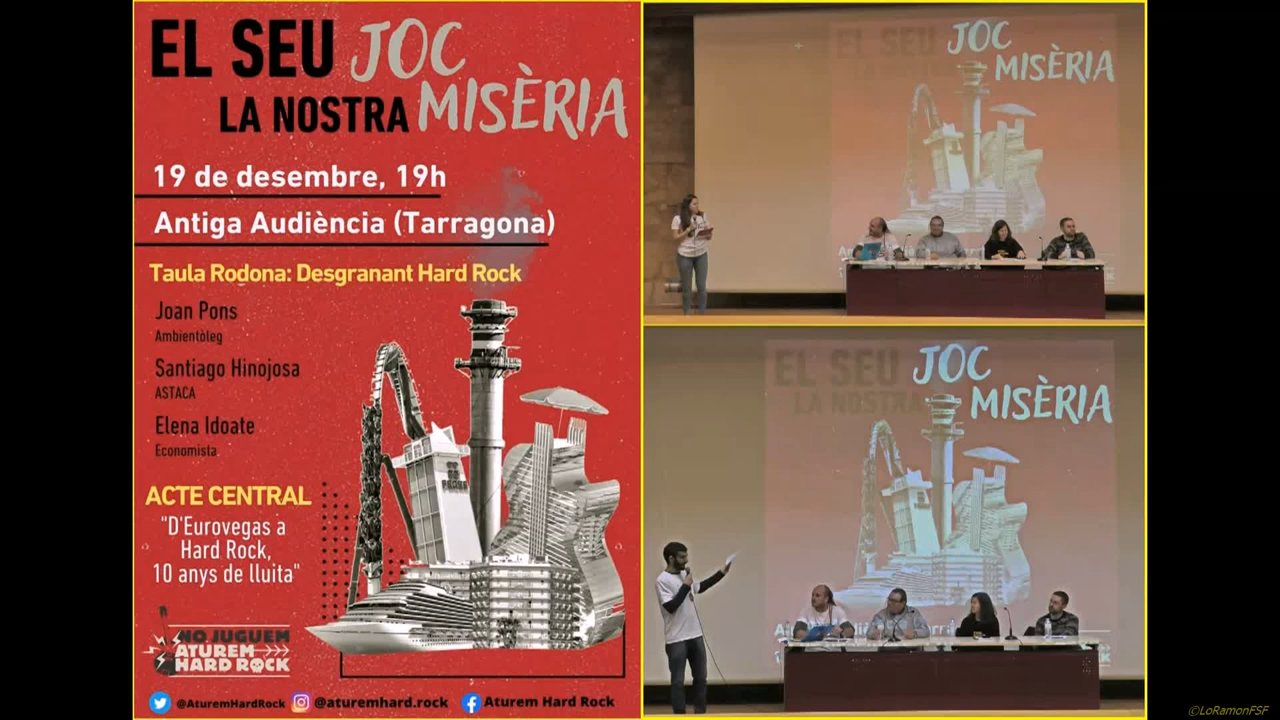 EL SEU JOC
LA NOSTRA MISÈRIA
19 de desembre, 19h
Antiga Audiència (Tarragona)
Taula Rodona: Desgranant Hard Rock
Joan Pons
Ambientòleg
Santiago Hinojosa
ASTACA
Elena Idoate
Economista
ACTE CENTRAL
"D'Eurovegas a
Hard Rock,
10 anys de lluita"
NO JUGUEM
ATUREM
HARD ROCK
@AturemHardRock @aturemhard.rock Aturem Hard Rock
EL SEU JOC
LA NOSTRA MISÈRIA
EL SEU JOC
LA NOSTRA MISÈRIA
©LoRamonFSF